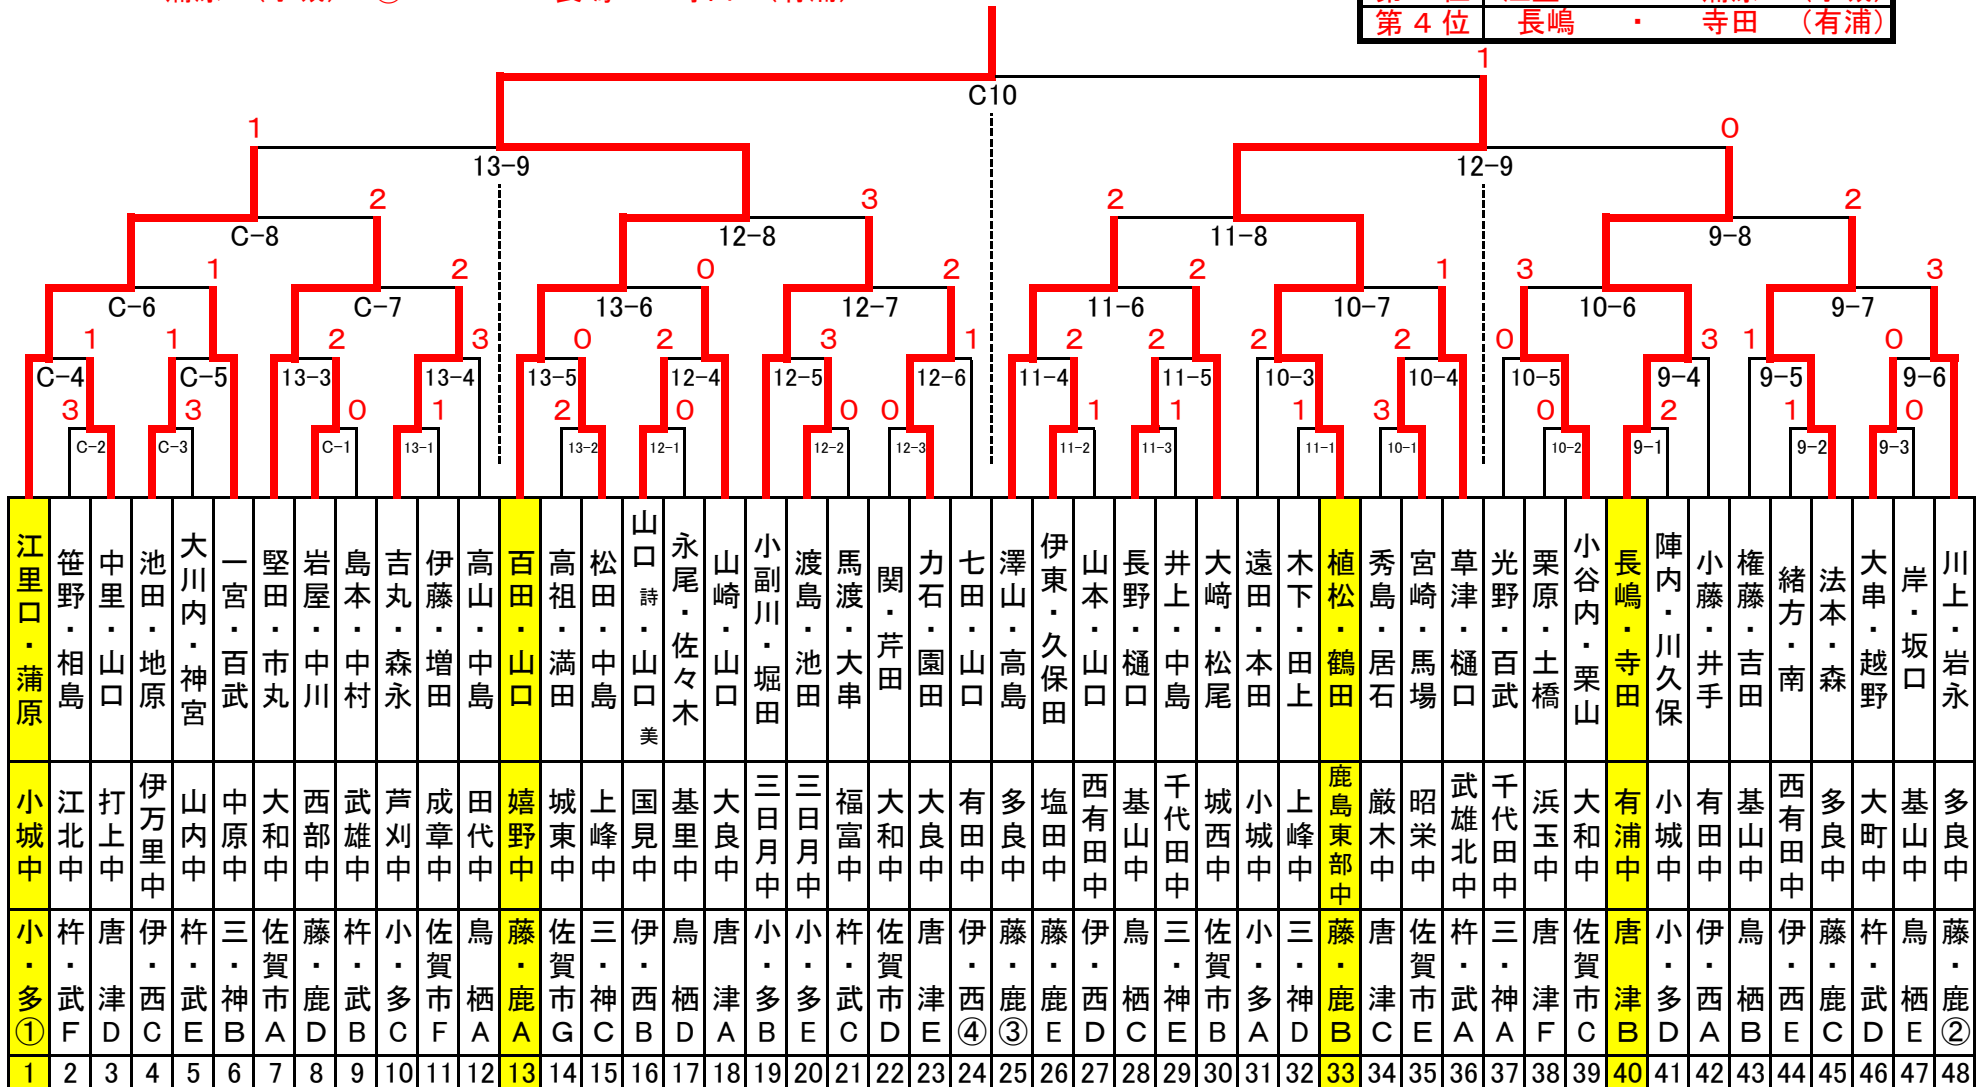 第４位 長嶋 ・ 寺田 （有浦）
1
C10
1 0
13-9 12-9
2 3 2 2
C-8 12-8 11-8 9-8
1 2 0 2 2 1 3 3
C-6 C-7 13-6 12-7 11-6 10-7 10-6 9-7
1 1 2 3 0 2 3 1 2 2 2 2 0 3 1 0
C-4 C-5 13-3 13-4 13-5 12-4 12-5 12-6 11-4 11-5 10-3 10-4 10-5 9-4 9-5 9-6
3 3 0 1 2 0 0 0 1 1 1 3 0 2 1 0
C-2 C-3 C-1 13-1 13-2 12-1 12-2 12-3 11-2 11-3 11-1 10-1 10-2 9-1 9-2 9-3
江里口・蒲原 小城中 小・多① 1
笹野・相島 江北中 杵・武F 2
中里・山口 打上中 唐津D 3
池田・地原 伊万里中 伊・西C 4
大川内・神宮 山内中 杵・武E 5
一宮・百武 中原中 三・神B 6
堅田・市丸 大和中 佐賀市A 7
岩屋・中川 西部中 藤・鹿D 8
島本・中村 武雄中 杵・武B 9
吉丸・森永 芦刈中 小・多C 10
伊藤・増田 成章中 佐賀市F 11
高山・中島 田代中 鳥栖A 12
百田・山口 嬉野中 藤・鹿A 13
高祖・満田 城東中 佐賀市G 14
松田・中島 上峰中 三・神C 15
山口詩・山口美 国見中 伊・西B 16
永尾・佐々木 基里中 鳥栖D 17
山崎・山口 大良中 唐津A 18
小副川・堀田 三日月中 小・多B 19
渡島・池田 三日月中 小・多E 20
馬渡・大串 福富中 杵・武C 21
関・芹田 大和中 佐賀市D 22
力石・園田 大良中 唐津E 23
七田・山口 有田中 伊・西④ 24
澤山・高島 多良中 藤・鹿③ 25
伊東・久保田 塩田中 藤・鹿E 26
山本・山口 西有田中 伊・西D 27
長野・樋口 基山中 鳥栖C 28
井上・中島 千代田中 三・神E 29
大﨑・松尾 城西中 佐賀市B 30
遠田・本田 小城中 小・多A 31
木下・田上 上峰中 三・神D 32
植松・鶴田 鹿島東部中 藤・鹿B 33
秀島・居石 厳木中 唐津C 34
宮崎・馬場 昭栄中 佐賀市E 35
草津・樋口 武雄北中 杵・武A 36
光野・百武 千代田中 三・神A 37
栗原・土橋 浜玉中 唐津F 38
小谷内・栗山 大和中 佐賀市C 39
長嶋・寺田 有浦中 唐津B 40
陣内・川久保 小城中 小・多D 41
小藤・井手 有田中 伊・西A 42
権藤・吉田 基山中 鳥栖B 43
緒方・南 西有田中 伊・西E 44
法本・森 多良中 藤・鹿C 45
大串・越野 大町中 杵・武D 46
岸・坂口 基山中 鳥栖E 47
川上・岩永 多良中 藤・鹿② 48